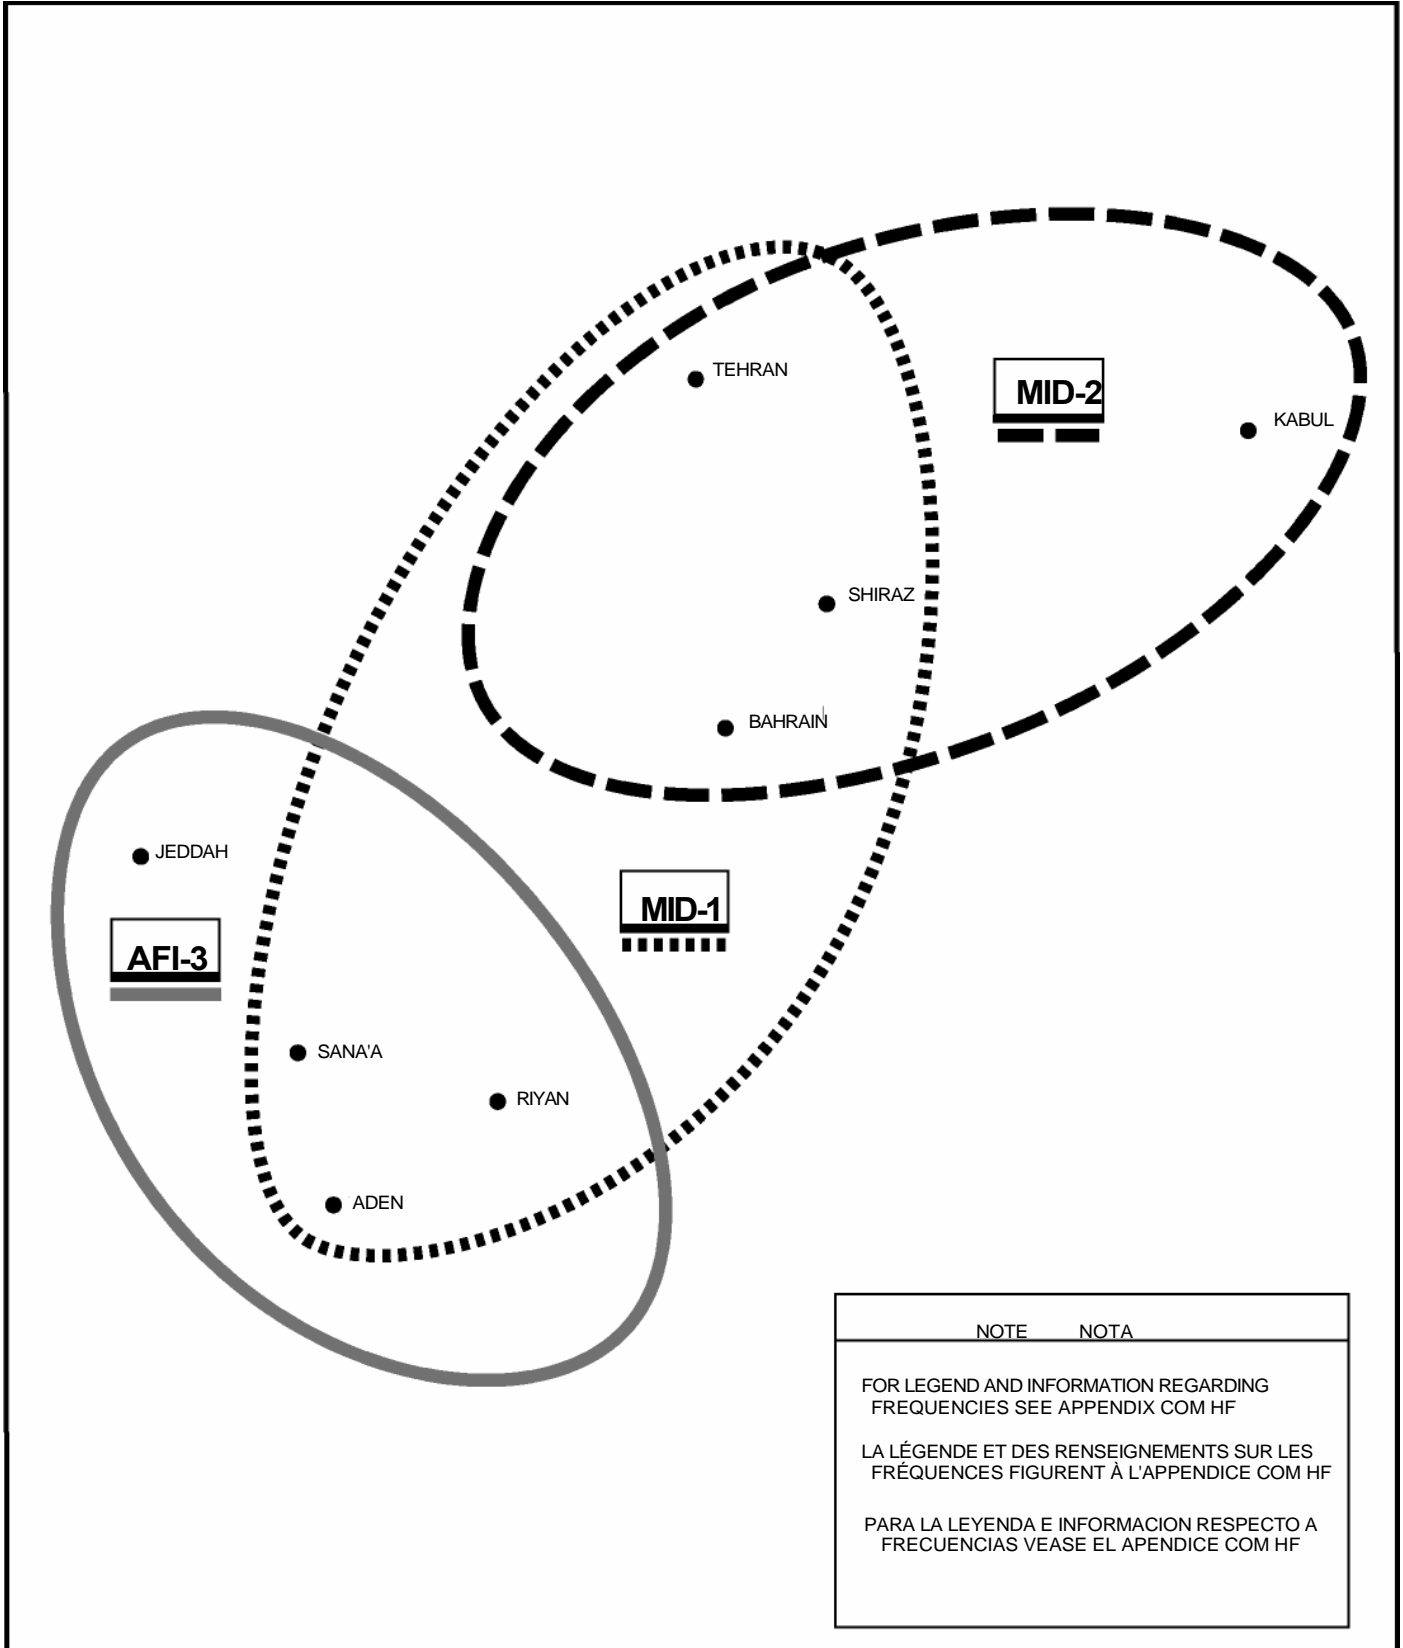 TEHRAN
MID-2
KABUL
SHIRAZ
BAHRAIN
JEDDAH
MID-1
AFI-3
SANA'A
RIYAN
ADEN
NOTE NOTA
FOR LEGEND AND INFORMATION REGARDING
FREQUENCIES SEE APPENDIX COM HF
LA LÉGENDE ET DES RENSEIGNEMENTS SUR LES
FRÉQUENCES FIGURENT À L'APPENDICE COM HF
PARA LA LEYENDA E INFORMACION RESPECTO A
FRECUENCIAS VEASE EL APENDICE COM HF